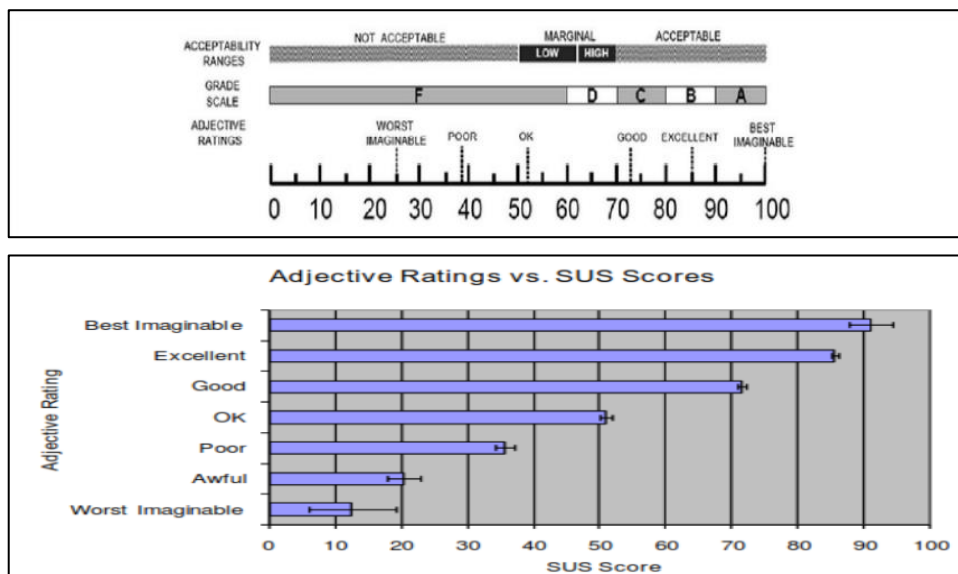 NOT ACCEPTABLE MARGINAL ACCEPTABLE
ACCEPTABILITY RANGES LOW HIGH
GRADE SCALE F D C B A
ADJECTIVE RATINGS WORST IMAGINABLE POOR OK GOOD EXCELLENT BEST IMAGINABLE
0 10 20 30 40 50 60 70 80 90 100
Adjective Ratings vs. SUS Scores
Adjective Rating
Best Imaginable
Excellent
Good
OK
Poor
Awful
Worst Imaginable
0 10 20 30 40 50 60 70 80 90 100
SUS Score